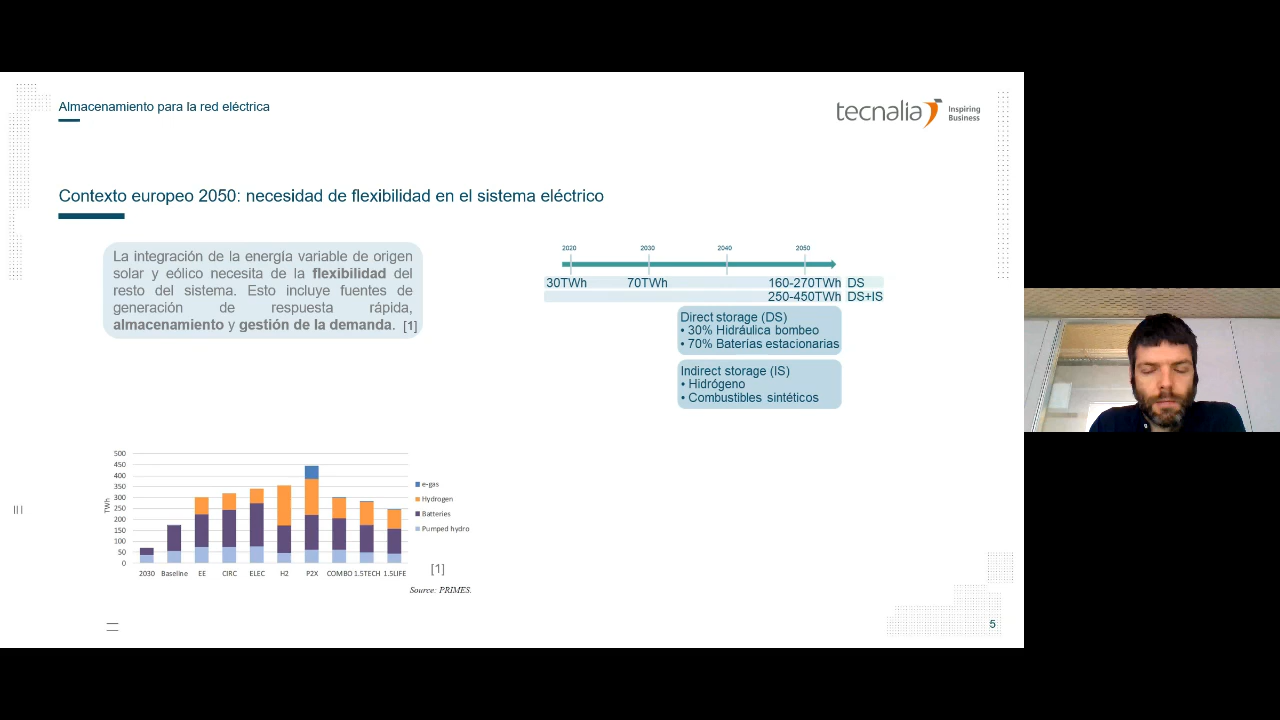 Almacenamiento para la red eléctrica
tecnalia Inspiring
Business
Contexto europeo 2050: necesidad de flexibilidad en el sistema eléctrico
La integración de la energía variable de origen
solar y eólico necesita de la flexibilidad del
resto del sistema. Esto incluye fuentes de
generación de respuesta rápida,
almacenamiento y gestión de la demanda. [1]
2020 2030 2040 2050
30TWh 70TWh 160-270TWh DS
250-450TWh DS+IS
Direct storage (DS)
• 30% Hidráulica bombeo
• 70% Baterías estacionarias
Indirect storage (IS)
• Hidrógeno
• Combustibles sintéticos
500
450
400
350
300
250
200
150
100
50
0
TWh
e-gas
Hydrogen
Batteries
Pumped hydro
2030 Baseline EE CIRC ELEC H2 P2X COMBO 1.5TECH 1.5LIFE
[1]
Source: PRIMES.
5